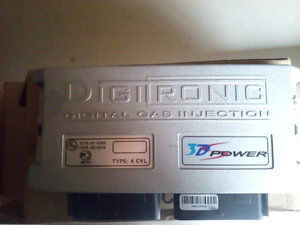 DIGITRONIC
DIGITAL GAS INJECTION
TYPE: 4 CYL
3D POWER